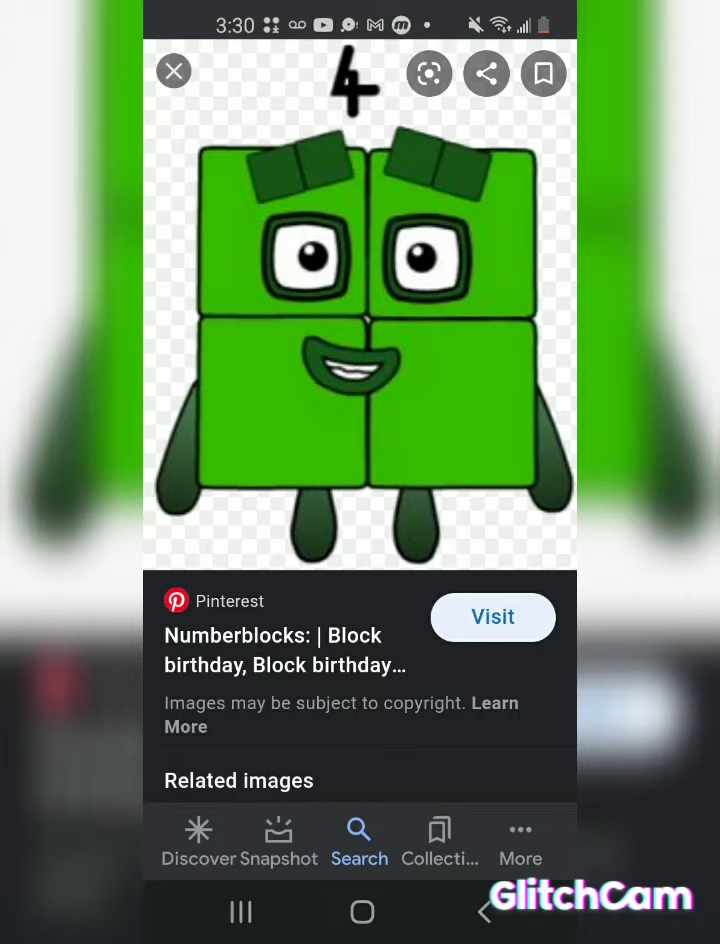 3:30
4
Pinterest
Visit
Numberblocks: | Block
birthday, Block birthday...
Images may be subject to copyright. Learn
More
Related images
Discover Snapshot Search Collecti... More
GlitchCam